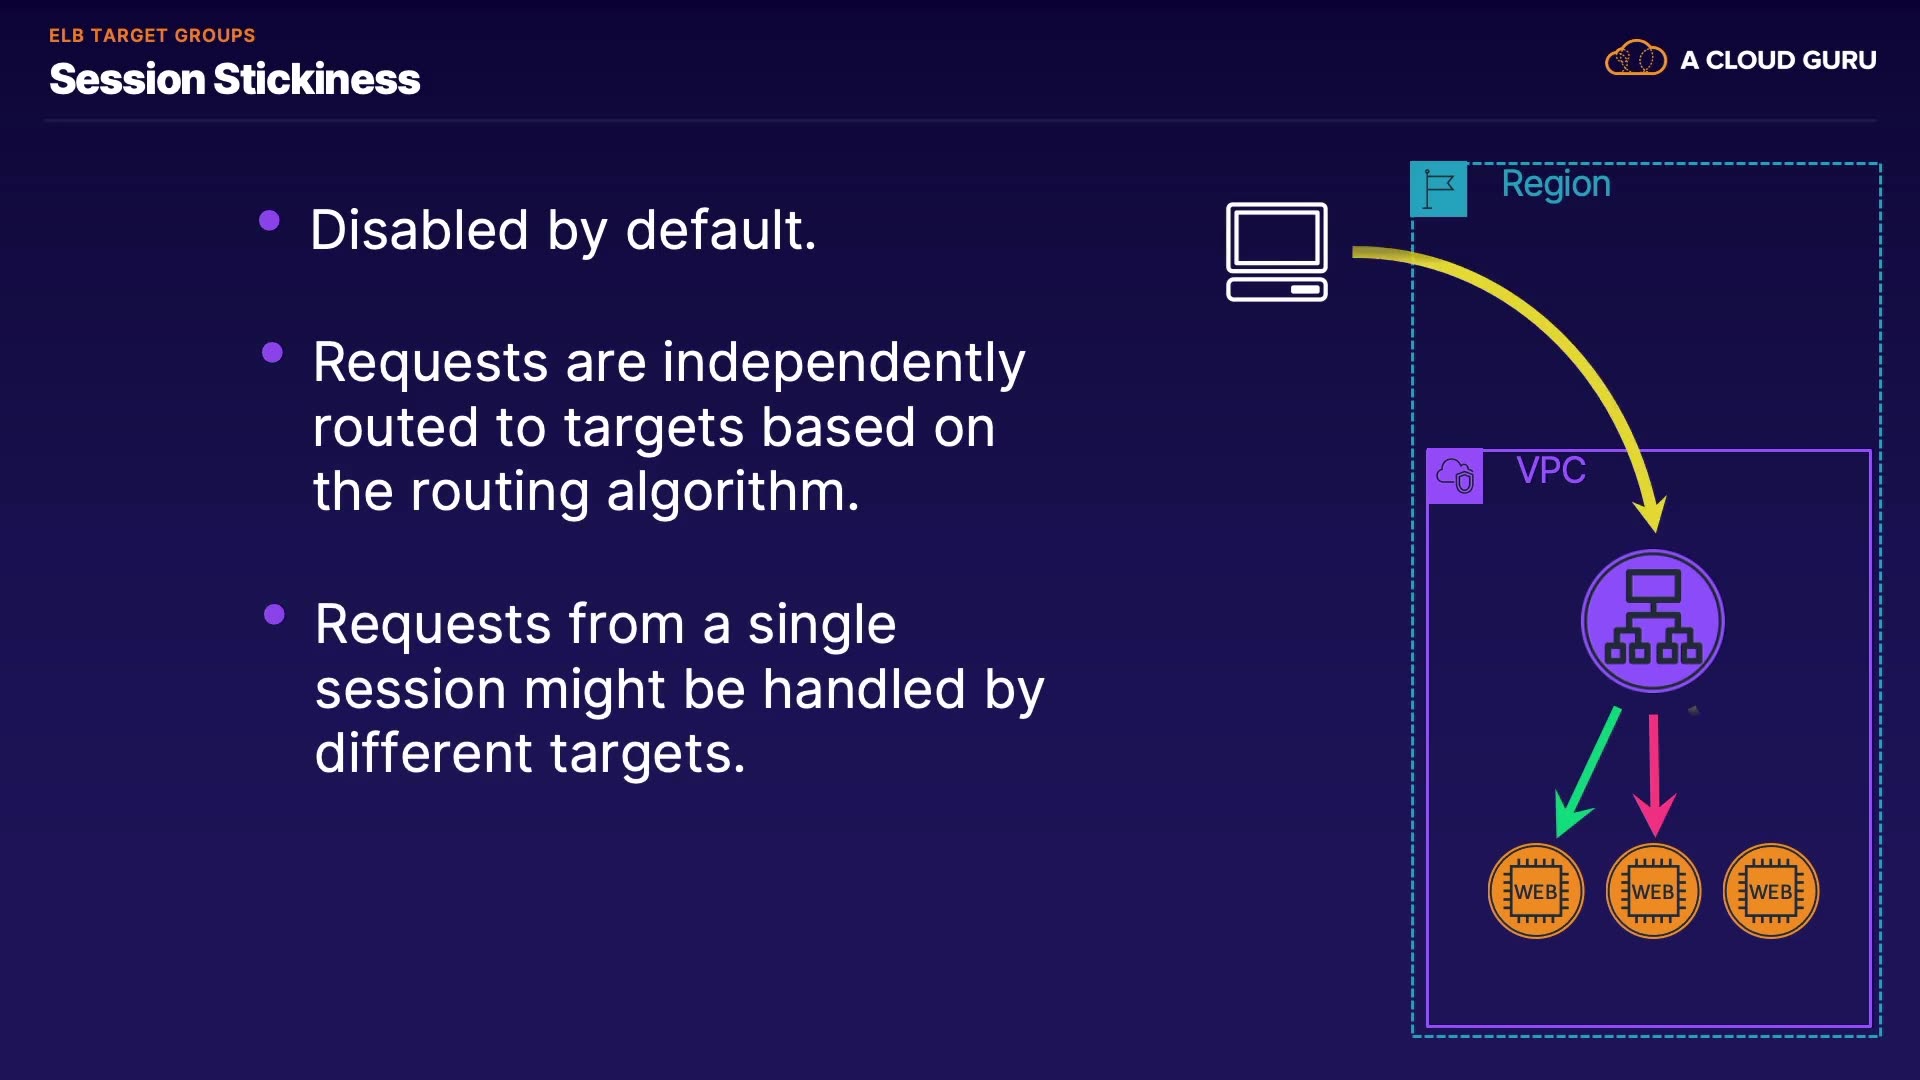 ELB TARGET GROUPS
Session Stickiness
A CLOUD GURU
Disabled by default.
Requests are independently
routed to targets based on
the routing algorithm.
Requests from a single
session might be handled by
different targets.
Region
VPC
WEB
WEB
WEB